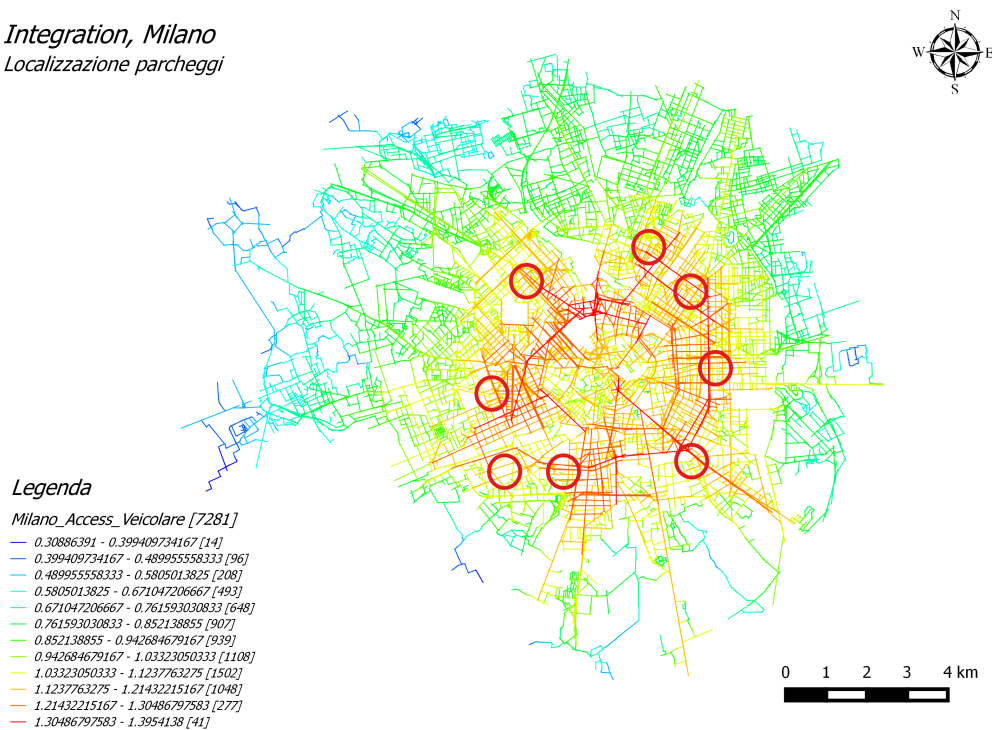 Integration, Milano
Localizzazione parcheggi
N
W E
S
Legenda
Milano_Access_Veicolare [7281]
0.30886391 - 0.399409734167 [14]
0.399409734167 - 0.489955558333 [96]
0.489955558333 - 0.5805013825 [208]
0.5805013825 - 0.671047206667 [493]
0.671047206667 - 0.761593030833 [648]
0.761593030833 - 0.852138855 [907]
0.852138855 - 0.942684679167 [939]
0.942684679167 - 1.03323050333 [1108]
1.03323050333 - 1.1237763275 [1502]
1.1237763275 - 1.21432215167 [1048]
1.21432215167 - 1.30486797583 [277]
1.30486797583 - 1.3954138 [41]
0 1 2 3 4 km